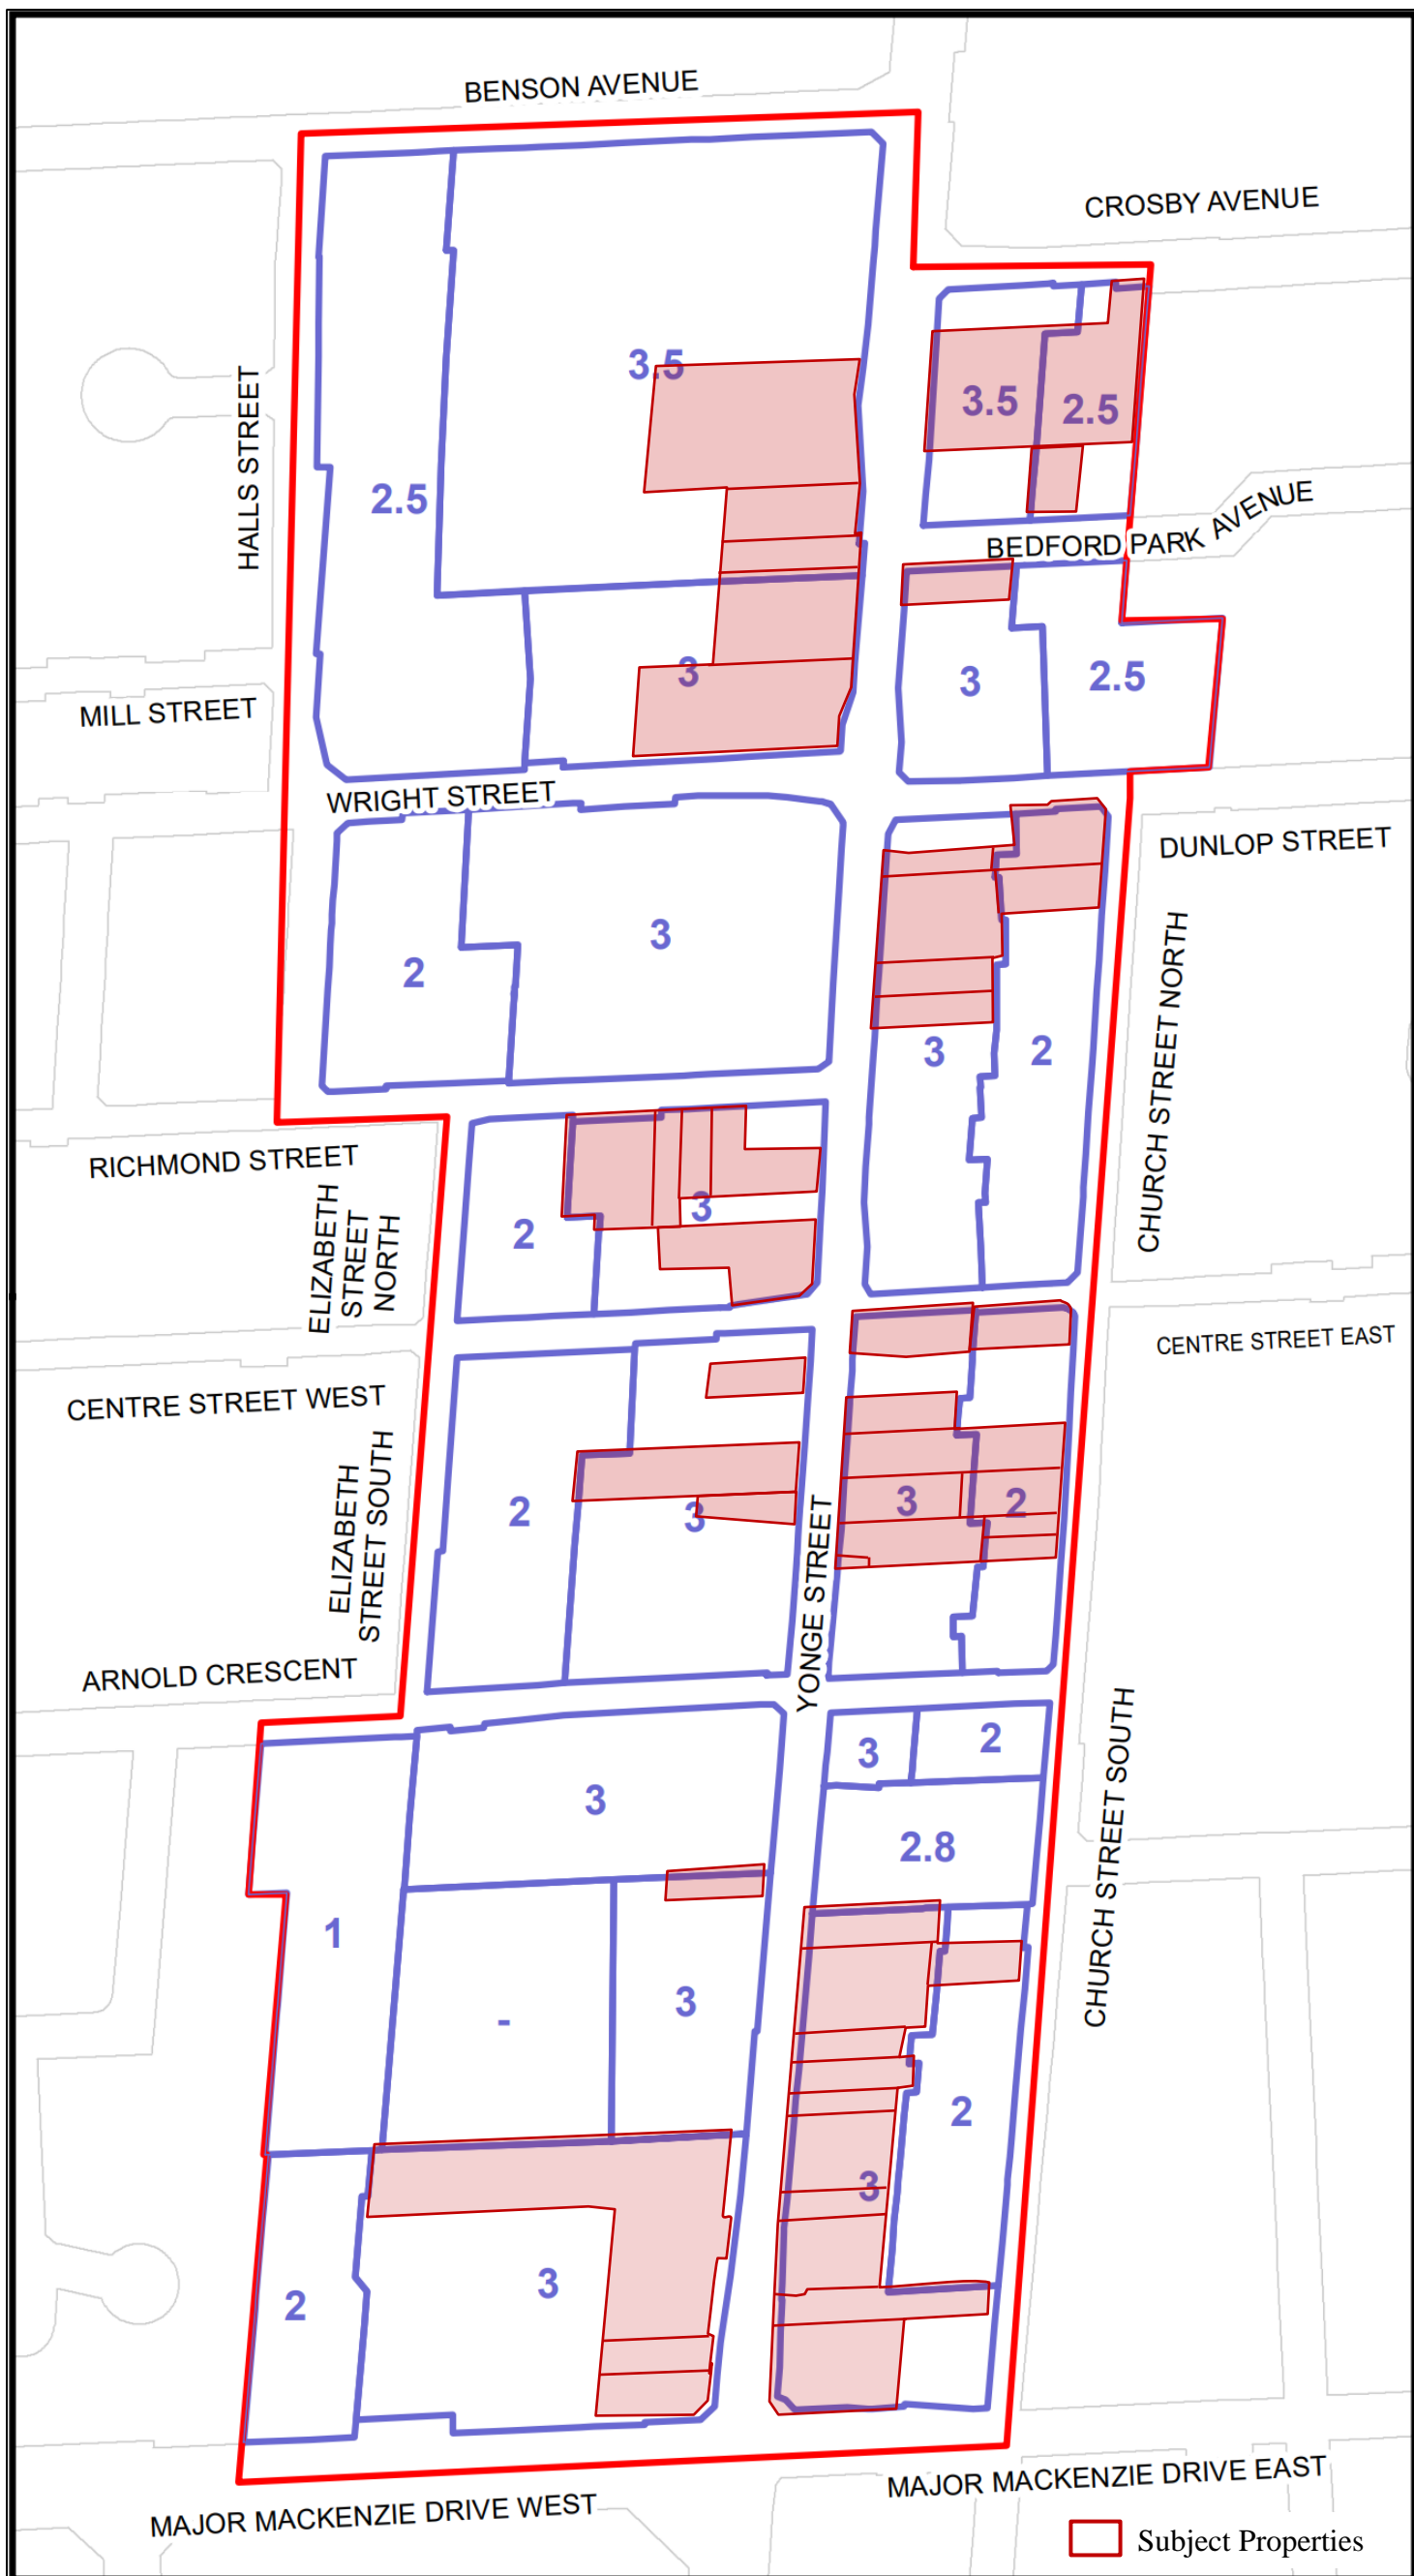 BENSON AVENUE
CROSBY AVENUE
3.5
3.5
2.5
HALLS STREET
2.5
BEDFORD PARK AVENUE
3
3
2.5
MILL STREET
WRIGHT STREET
DUNLOP STREET
3
2
CHURCH STREET NORTH
3
2
RICHMOND STREET
ELIZABETH
STREET
NORTH
2
3
CENTRE STREET EAST
CENTRE STREET WEST
ELIZABETH
STREET SOUTH
2
3
YONGE STREET
3
2
ARNOLD CRESCENT
3
2
CHURCH STREET SOUTH
3
2.8
1
-
3
2
3
2
3
MAJOR MACKENZIE DRIVE EAST
MAJOR MACKENZIE DRIVE WEST
Subject Properties